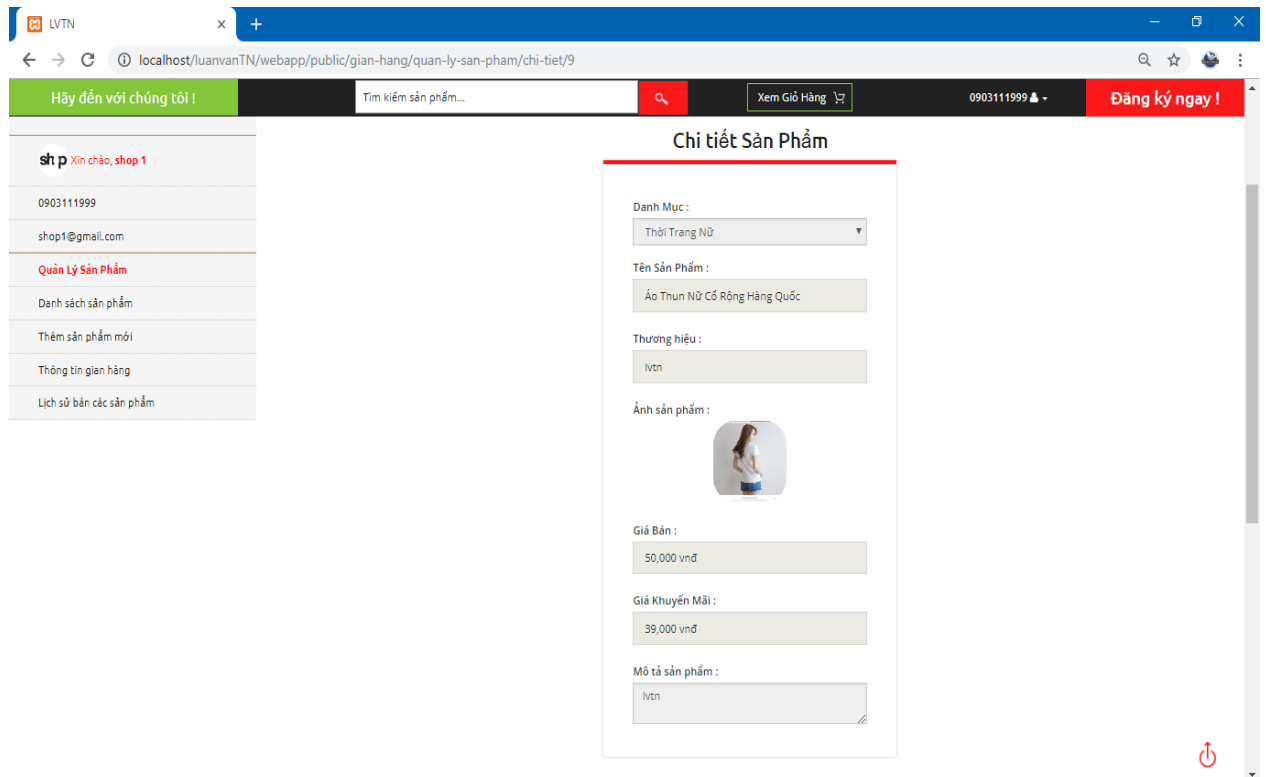 LVTN
localhost/luanvanTN/webapp/public/gian-hang/quan-ly-san-pham/chi-tiet/9
Hãy đến với chúng tôi !
Tìm kiếm sản phẩm...
Xem Giỏ Hàng
0903111999
Đăng ký ngay !
Chi tiết Sản Phẩm
sh p Xin chào, shop 1
0903111999
shop1@gmail.com
Quản Lý Sản Phẩm
Danh sách sản phẩm
Thêm sản phẩm mới
Thông tin gian hàng
Lịch sử bán các sản phẩm
Danh Mục :
Thời Trang Nữ
Tên Sản Phẩm :
Áo Thun Nữ Cổ Rộng Hàng Quốc
Thương hiệu :
lvtn
Ảnh sản phẩm :
Giá Bán :
50,000 vnđ
Giá Khuyến Mãi :
39,000 vnđ
Mô tả sản phẩm :
lvtn